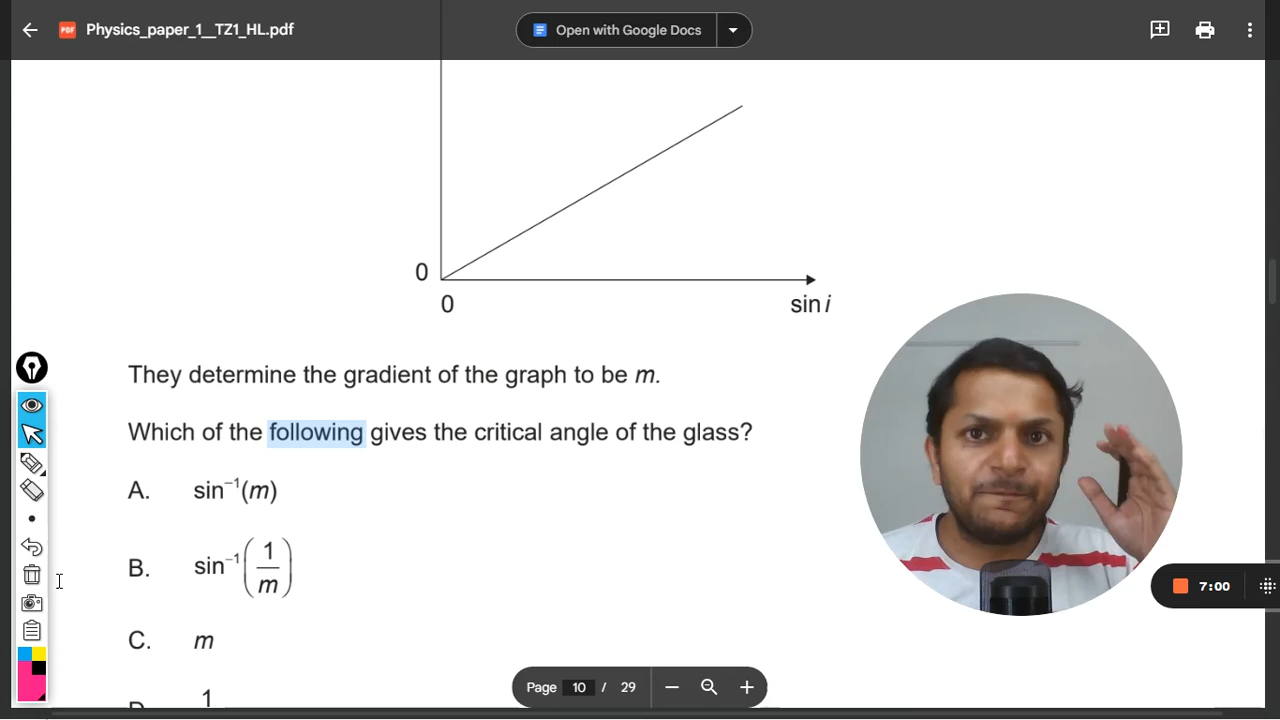 PDF
Physics_paper_1__TZ1_HL.pdf
Open with Google Docs
0
0
sin i
They determine the gradient of the graph to be m.
Which of the following gives the critical angle of the glass?
A. sin⁻¹(m)
B. sin⁻¹(1/m)
C. m
1
7:00
Page 10 / 29